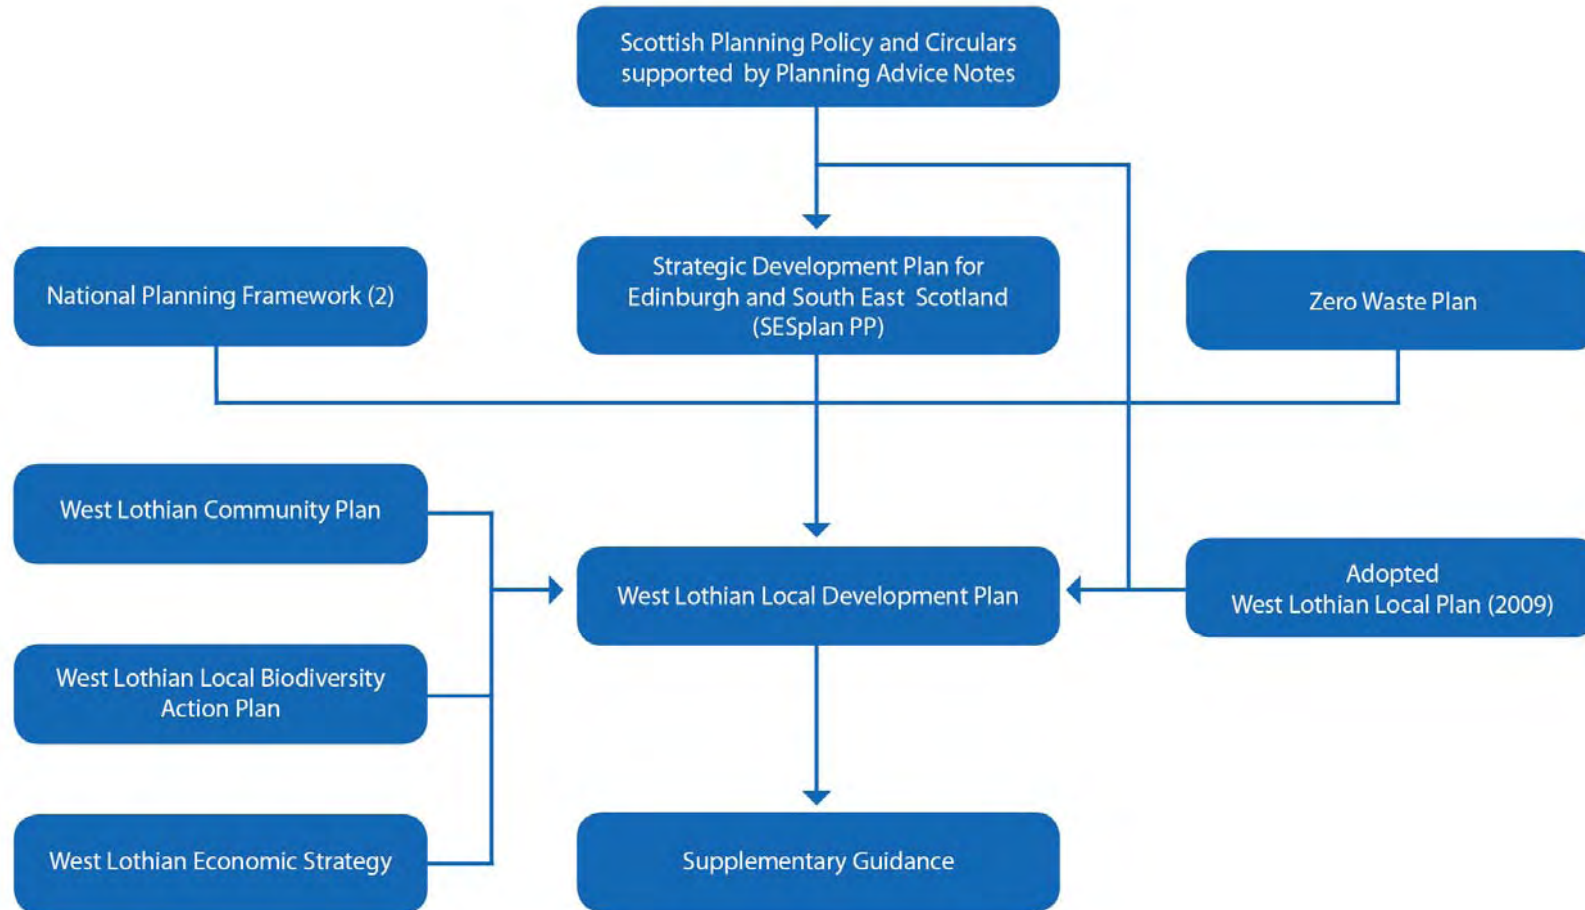 Scottish Planning Policy and Circulars
supported by Planning Advice Notes
National Planning Framework (2)
Strategic Development Plan for
Edinburgh and South East Scotland
(SESplan PP)
Zero Waste Plan
West Lothian Community Plan
West Lothian Local Development Plan
Adopted
West Lothian Local Plan (2009)
West Lothian Local Biodiversity
Action Plan
West Lothian Economic Strategy
Supplementary Guidance